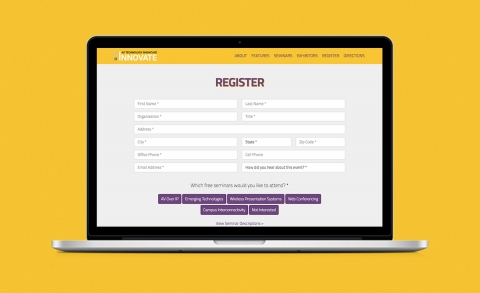 AV TECHNOLOGY SHOWCASE
INNOVATE
ABOUT FEATURES SEMINARS EXHIBITORS REGISTER DIRECTIONS
REGISTER
First Name * Last Name *
Organization * Title *
Address *
City * State * Zip Code *
Office Phone * Cell Phone
Email Address * How did you hear about this event? *
Which free seminars would you like to attend? *
AV Over IP Emerging Technologies Wireless Presentation Systems Web Conferencing
Campus Interconnectivity Not Interested
View Seminar Descriptions »